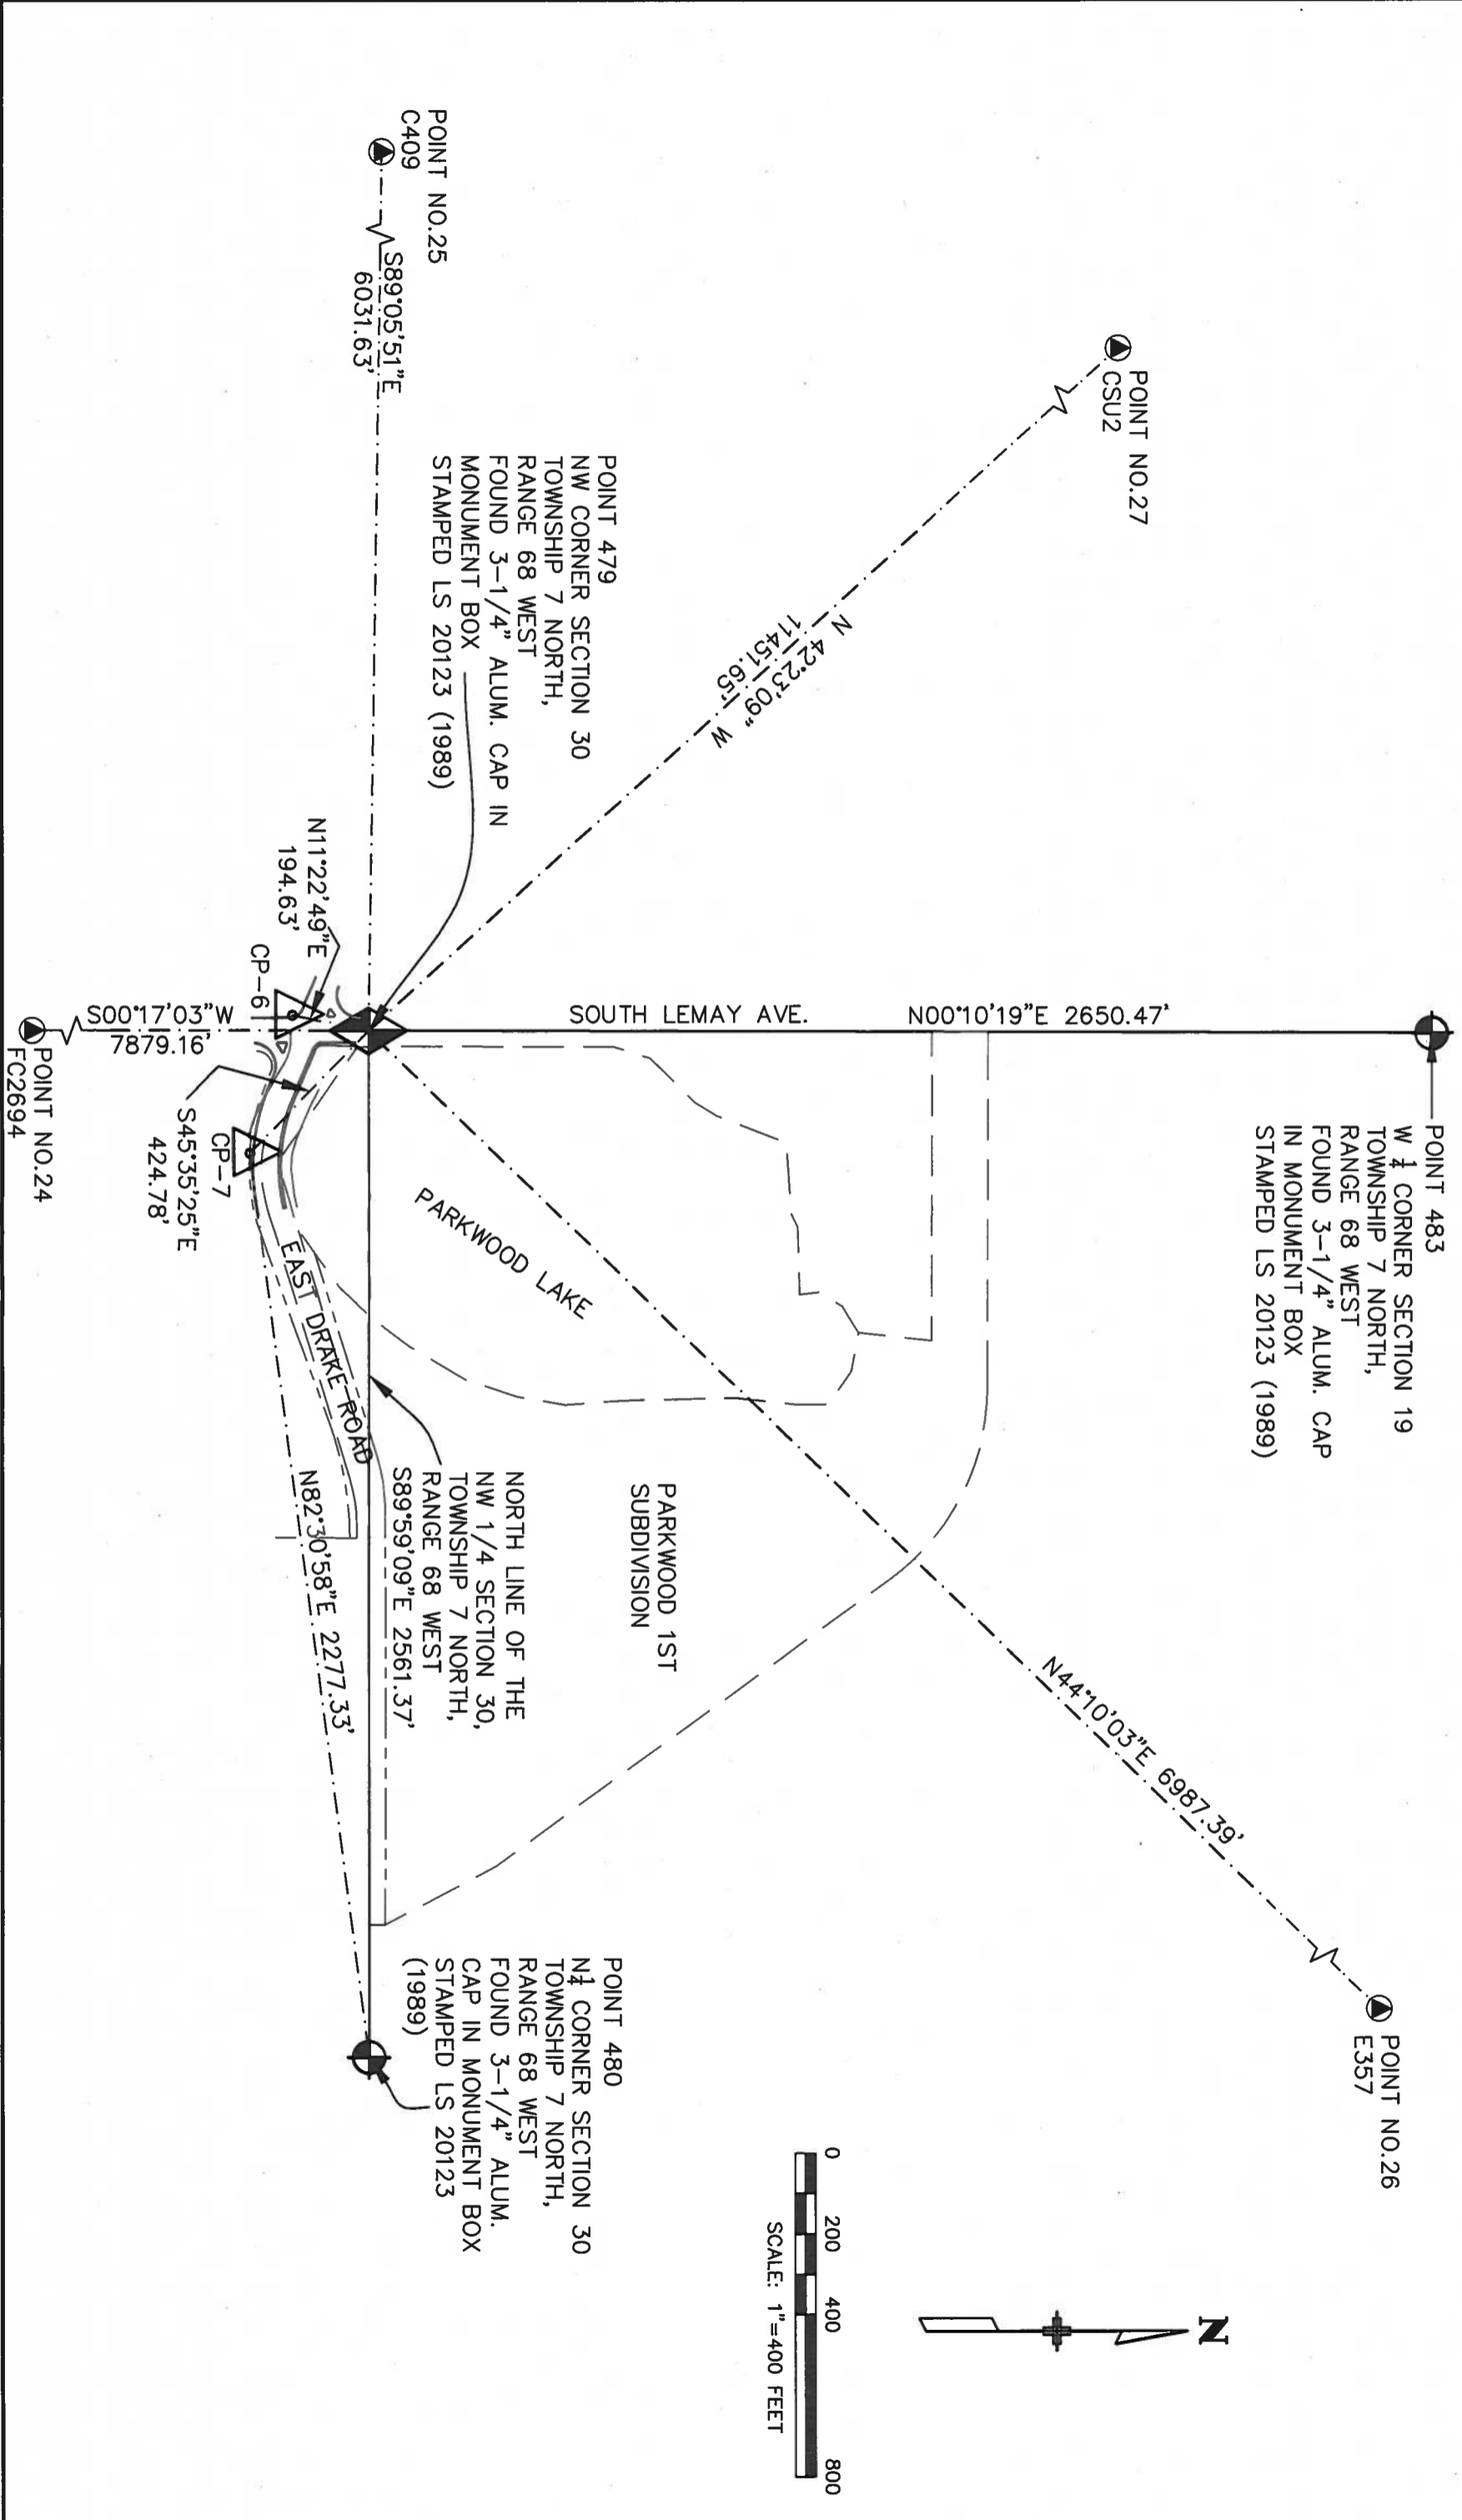 POINT NO.25
C409
S89°05'51"E
6031.63'
POINT NO.27
CSU2
N 42°23'09" W
11451.65'
POINT 479
NW CORNER SECTION 30
TOWNSHIP 7 NORTH,
RANGE 68 WEST
FOUND 3-1/4" ALUM. CAP IN
MONUMENT BOX
STAMPED LS 20123 (1989)
N11°22'49"E
194.63'
CP-6
S00°17'03"W
7879.16'
POINT NO.24
FC2694
S45°35'25"E
424.78'
CP-7
SOUTH LEMAY AVE.
N00°10'19"E 2650.47'
POINT 483
W 1/4 CORNER SECTION 19
TOWNSHIP 7 NORTH,
RANGE 68 WEST
FOUND 3-1/4" ALUM. CAP
IN MONUMENT BOX
STAMPED LS 20123 (1989)
PARKWOOD LAKE
EAST DRAKE ROAD
PARKWOOD 1ST
SUBDIVISION
NORTH LINE OF THE
NW 1/4 SECTION 30,
TOWNSHIP 7 NORTH,
RANGE 68 WEST
S89°59'09"E 2561.37'
N82°30'58"E 2277.33'
N44°10'03"E 6987.39'
POINT NO.26
E357
POINT 480
N1/4 CORNER SECTION 30
TOWNSHIP 7 NORTH,
RANGE 68 WEST
FOUND 3-1/4" ALUM.
CAP IN MONUMENT BOX
STAMPED LS 20123
(1989)
N
0 200 400 800
SCALE: 1"=400 FEET